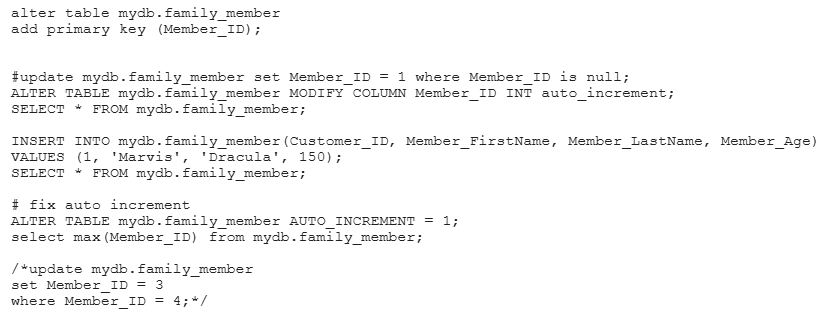 alter table mydb.family_member
add primary key (Member_ID);
#update mydb.family_member set Member_ID = 1 where Member_ID is null;
ALTER TABLE mydb.family_member MODIFY COLUMN Member_ID INT auto_increment;
SELECT * FROM mydb.family_member;
INSERT INTO mydb.family_member(Customer_ID, Member_FirstName, Member_LastName, Member_Age)
VALUES (1, 'Marvis', 'Dracula', 150);
SELECT * FROM mydb.family_member;
# fix auto increment
ALTER TABLE mydb.family_member AUTO_INCREMENT = 1;
select max(Member_ID) from mydb.family_member;
/*update mydb.family_member
set Member_ID = 3
where Member_ID = 4;*/